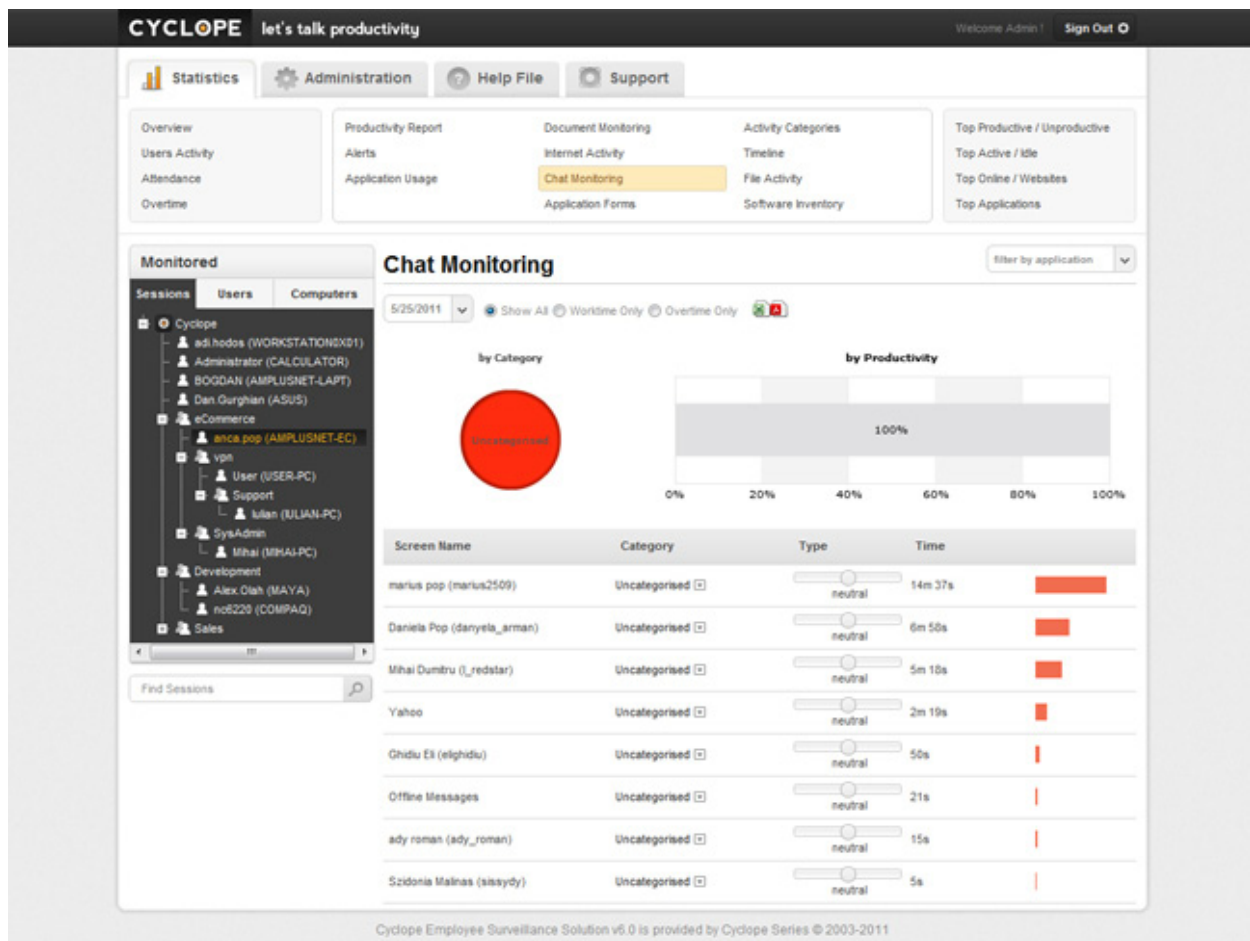 CYCLOPE let's talk productivity Welcome Admin ! Sign Out
Statistics Administration Help File Support
Overview Productivity Report Document Monitoring Activity Categories Top Productive / Unproductive
Users Activity Alerts Internet Activity Timeline Top Active / Idle
Attendance Application Usage Chat Monitoring File Activity Top Online / Websites
Overtime Application Forms Software Inventory Top Applications
Monitored
Sessions Users Computers
Cyclope
adi.hodos (WORKSTATION0X01)
Administrator (CALCULATOR)
BOGDAN (AMPLUSNET-LAPT)
Dan.Gurghian (ASUS)
eCommerce
anca.pop (AMPLUSNET-EC)
vpn
User (USER-PC)
Support
Iulian (IULIAN-PC)
SysAdmin
Mihai (MIHAI-PC)
Development
Alex.Olah (MAYA)
nc6220 (COMPAQ)
Sales
Find Sessions
Chat Monitoring filter by application
5/25/2011 Show All Worktime Only Overtime Only
by Category by Productivity
Uncategorised
100%
0% 20% 40% 60% 80% 100%
Screen Name Category Type Time
marius pop (marius2509) Uncategorised neutral 14m 37s
Daniela Pop (danyela_arman) Uncategorised neutral 6m 58s
Mihai Dumitru (l_redstar) Uncategorised neutral 5m 18s
Yahoo Uncategorised neutral 2m 19s
Ghidiu Eli (elighidiu) Uncategorised neutral 50s
Offline Messages Uncategorised neutral 21s
ady roman (ady_roman) Uncategorised neutral 15s
Szidonia Malinas (sissydy) Uncategorised neutral 5s
Cyclope Employee Surveillance Solution v6.0 is provided by Cyclope Series © 2003-2011